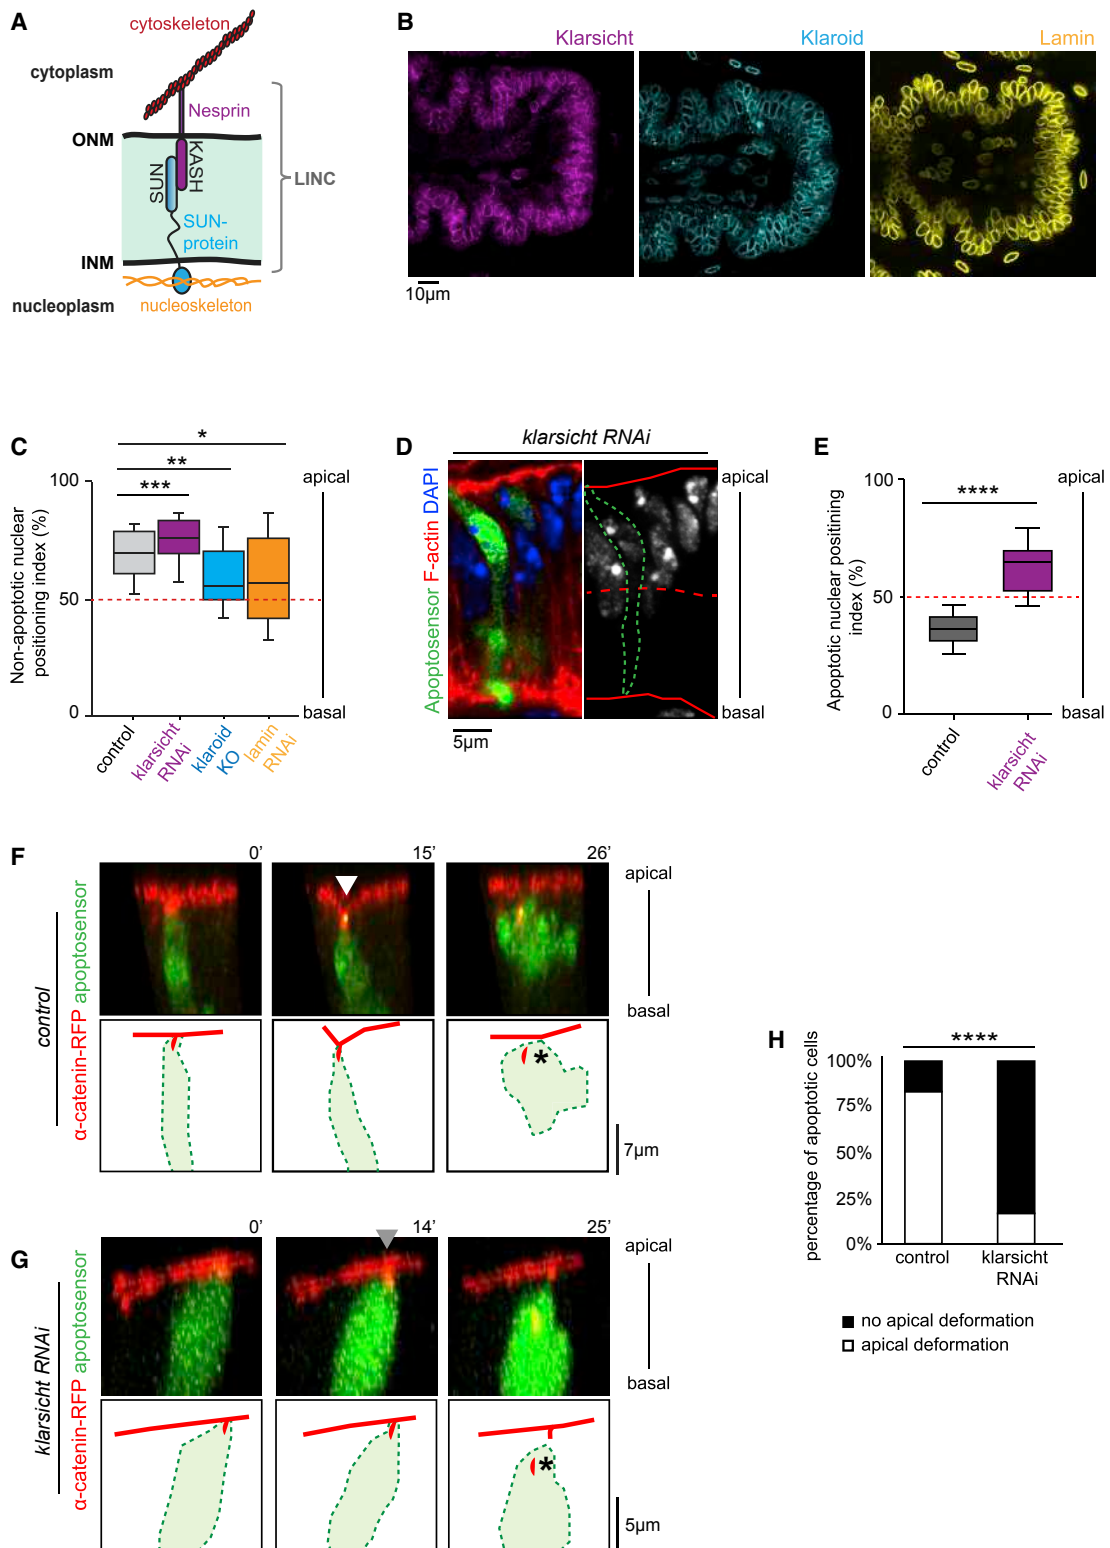 A
cytoskeleton
cytoplasm
Nesprin
ONM
KASH
SUN
LINC
SUN-
protein
INM
nucleoplasm
nucleoskeleton
B
Klarsicht
Klaroid
Lamin
10µm
C
Non-apoptotic nuclear
positioning index (%)
100
50
0
*
**
***
apical
basal
control
klarsicht
RNAi
klaroid
KO
lamin
RNAi
D
klarsicht RNAi
Apoptosensor F-actin DAPI
apical
basal
5µm
E
Apoptotic nuclear positining
index (%)
100
50
0
****
apical
basal
control
klarsicht
RNAi
F
control
α-catenin-RFP apoptosensor
0’
15’
26’
apical
basal
*
7µm
G
klarsicht RNAi
α-catenin-RFP apoptosensor
0’
14’
25’
apical
basal
*
5µm
H
percentage of apoptotic cells
****
100%
75%
50%
25%
0%
control
klarsicht
RNAi
no apical deformation
apical deformation